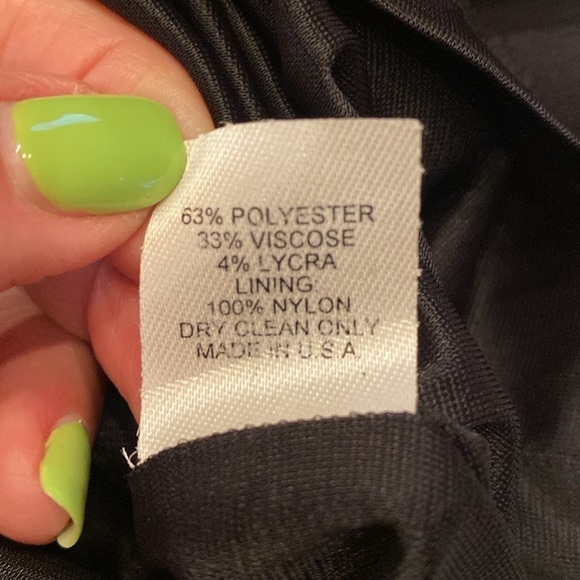 63% POLYESTER
33% VISCOSE
4% LYCRA
LINING:
100% NYLON
DRY CLEAN ONLY
MADE IN U.S.A.